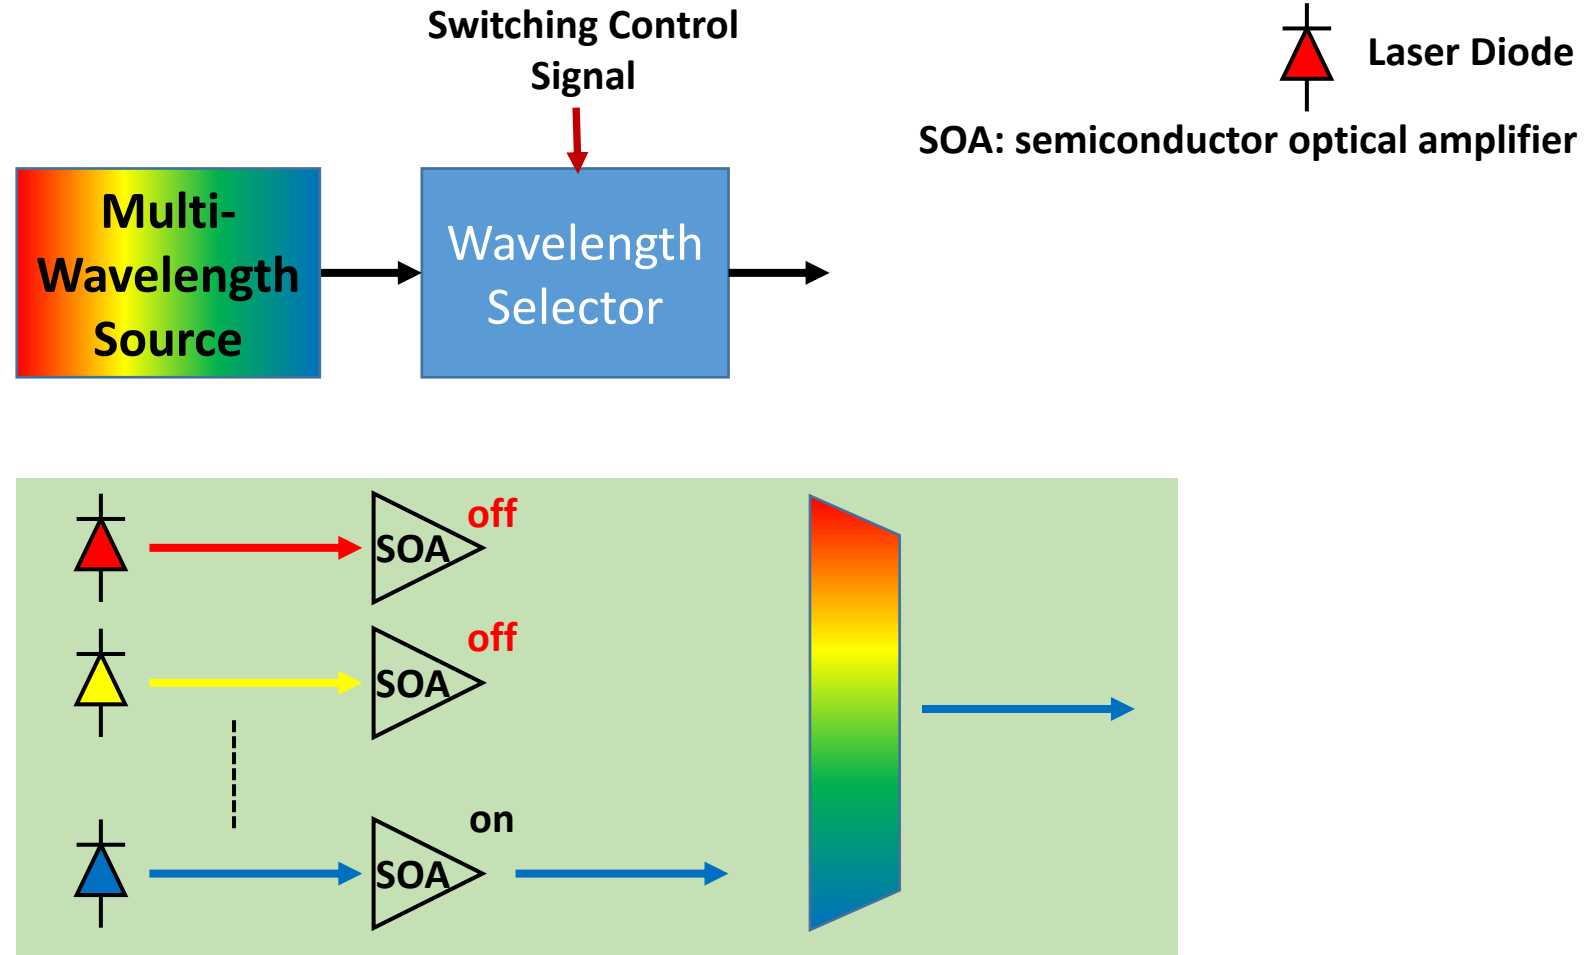 Switching Control
Signal
Laser Diode
SOA: semiconductor optical amplifier
Multi-
Wavelength
Source
Wavelength
Selector
SOA
off
SOA
off
SOA
on